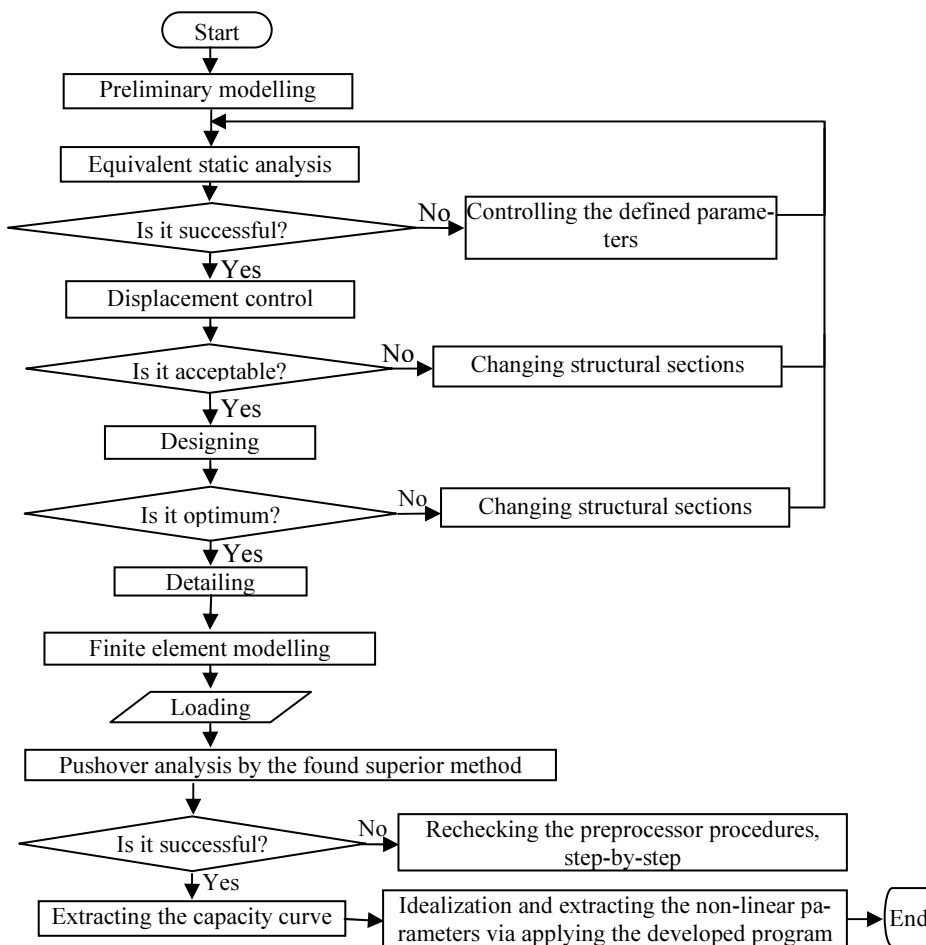 Start
Preliminary modelling
Equivalent static analysis
Is it successful?
No
Controlling the defined parame-
ters
Yes
Displacement control
Is it acceptable?
No
Changing structural sections
Yes
Designing
Is it optimum?
No
Changing structural sections
Yes
Detailing
Finite element modelling
Loading
Pushover analysis by the found superior method
Is it successful?
No
Rechecking the preprocessor procedures,
step-by-step
Yes
Extracting the capacity curve
Idealization and extracting the non-linear pa-
rameters via applying the developed program
End